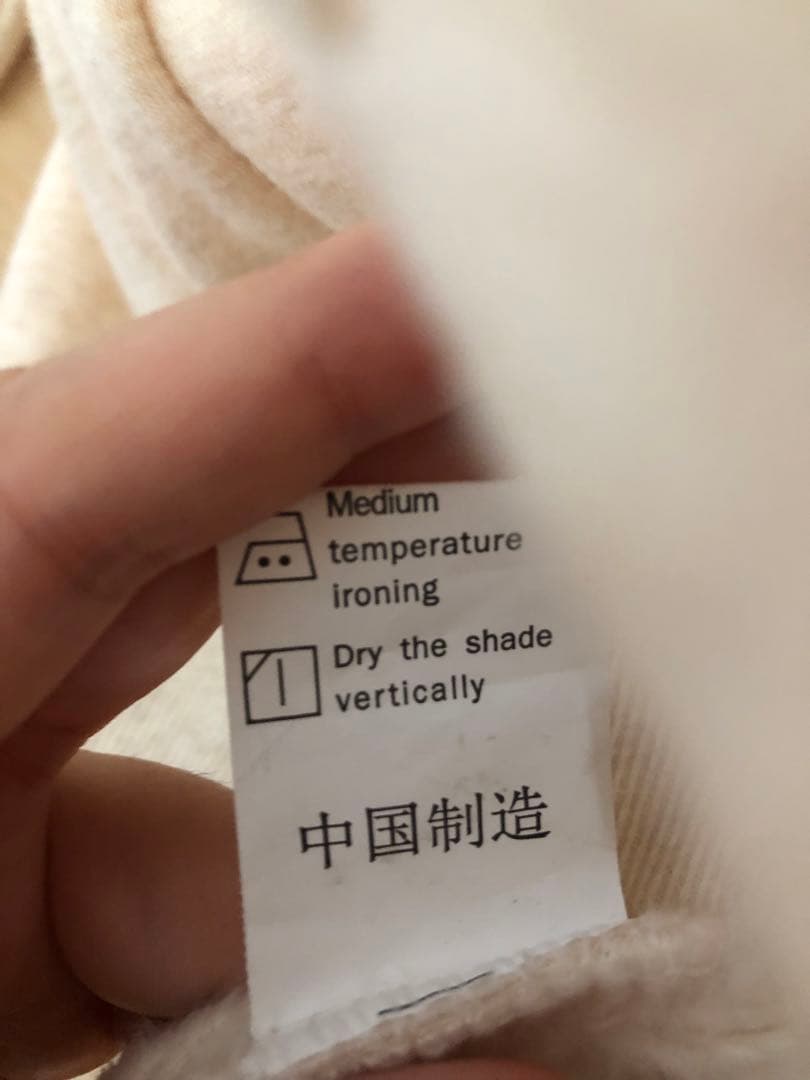 Medium
temperature
ironing
Dry the shade
vertically
中国制造